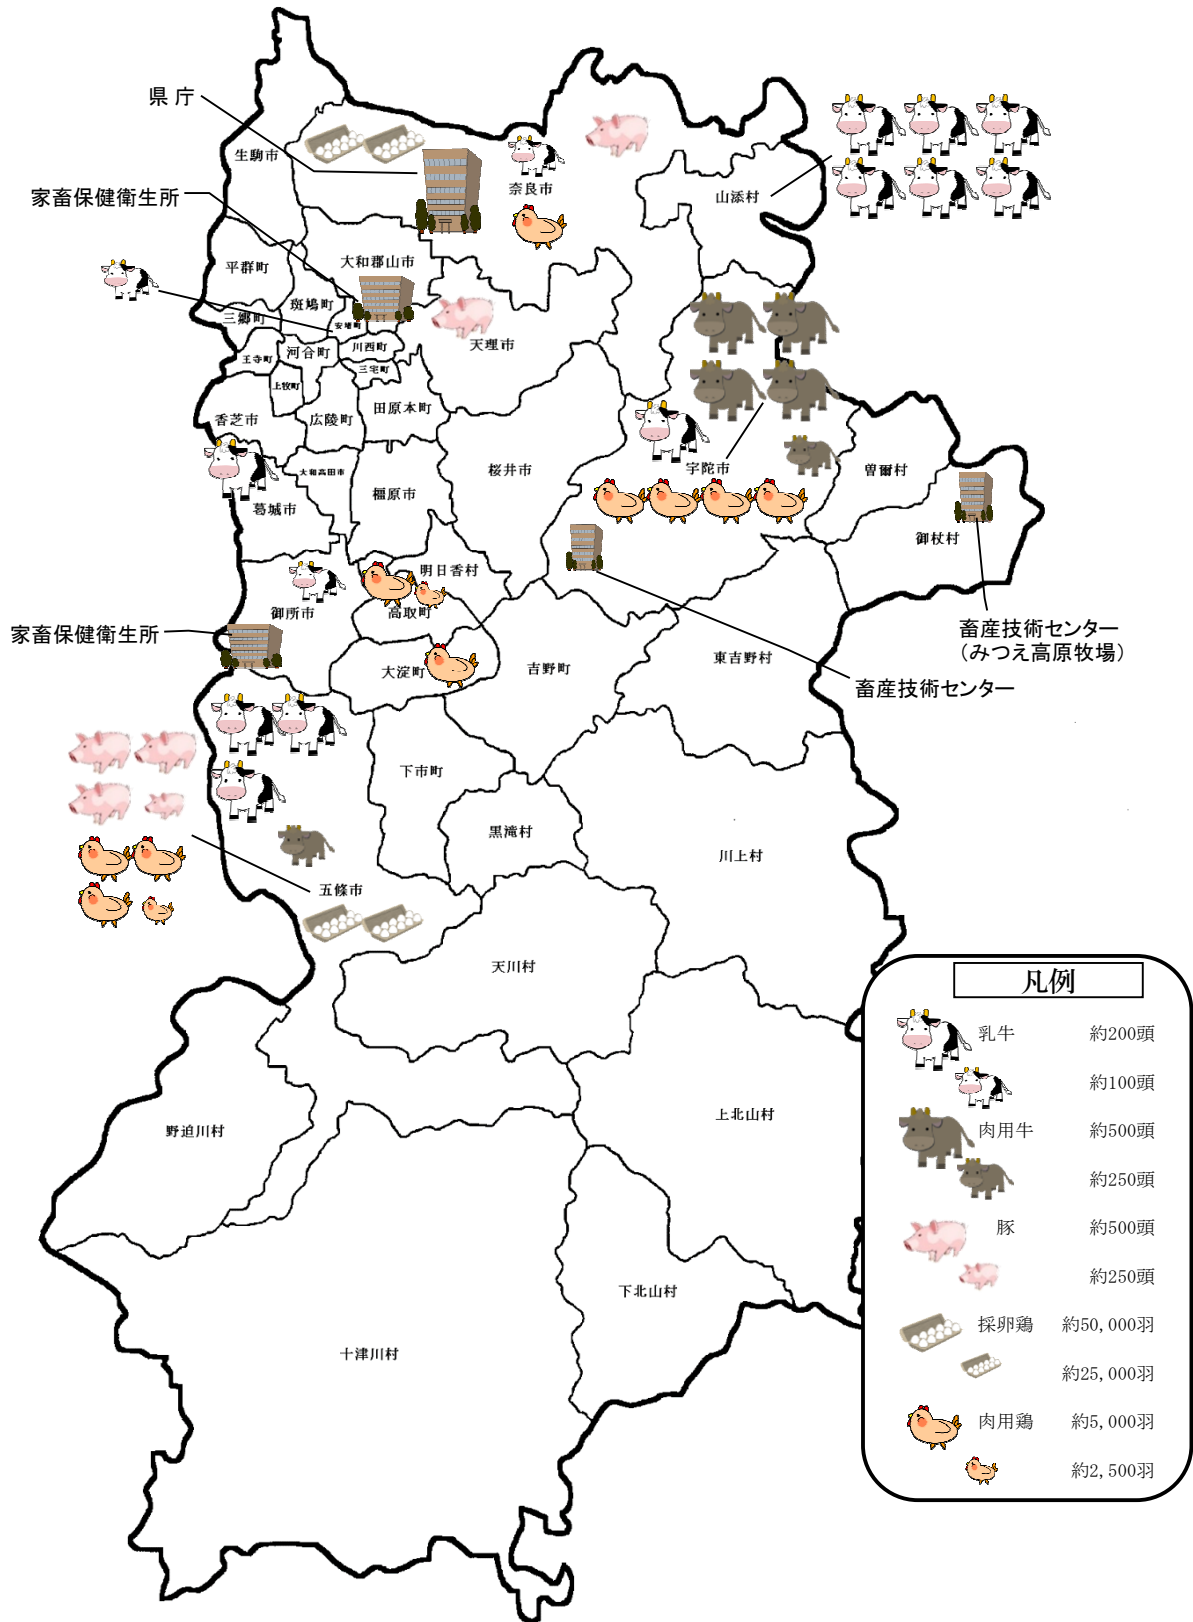 県庁
生駒市
奈良市
山添村
家畜保健衛生所
大和郡山市
平群町
斑鳩町
三郷町
安堵町
天理市
王寺町
河合町
川西町
三宅町
上牧町
香芝市
広陵町
田原本町
大和高田市
橿原市
桜井市
宇陀市
曽爾村
葛城市
御杖村
明日香村
御所市
高取町
家畜保健衛生所
畜産技術センター
(みつえ高原牧場)
大淀町
吉野町
東吉野村
畜産技術センター
下市町
黒滝村
川上村
五條市
天川村
野迫川村
上北山村
下北山村
十津川村
凡例
乳牛 約200頭
約100頭
肉用牛 約500頭
約250頭
豚 約500頭
約250頭
採卵鶏 約50,000羽
約25,000羽
肉用鶏 約5,000羽
約2,500羽